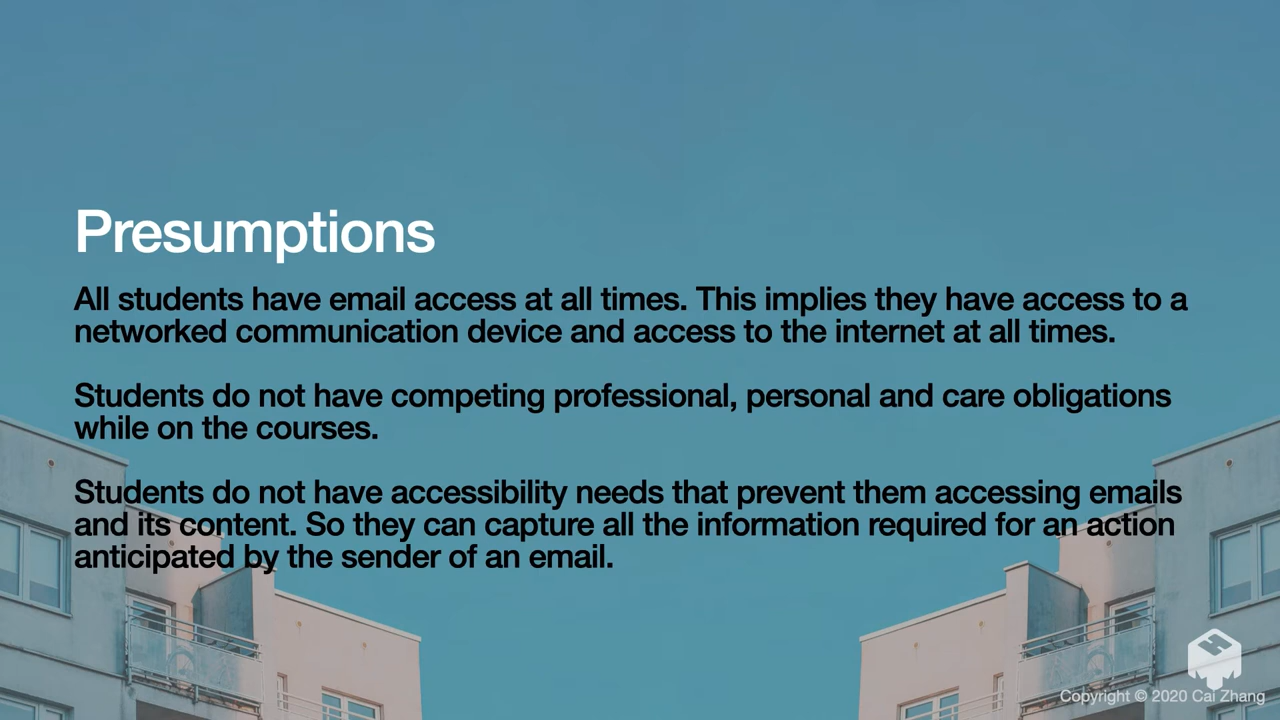 Presumptions
All students have email access at all times. This implies they have access to a
networked communication device and access to the internet at all times.
Students do not have competing professional, personal and care obligations
while on the courses.
Students do not have accessibility needs that prevent them accessing emails
and its content. So they can capture all the information required for an action
anticipated by the sender of an email.
Copyright © 2020 Cai Zhang